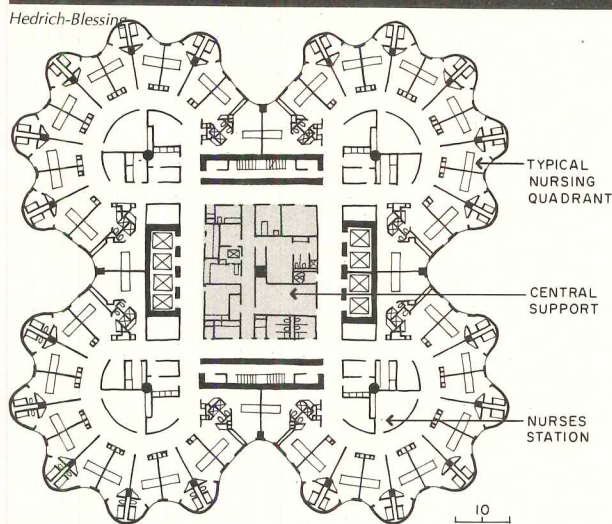 Hedrich-Blessing
TYPICAL
NURSING
QUADRANT
CENTRAL
SUPPORT
NURSES
STATION
10